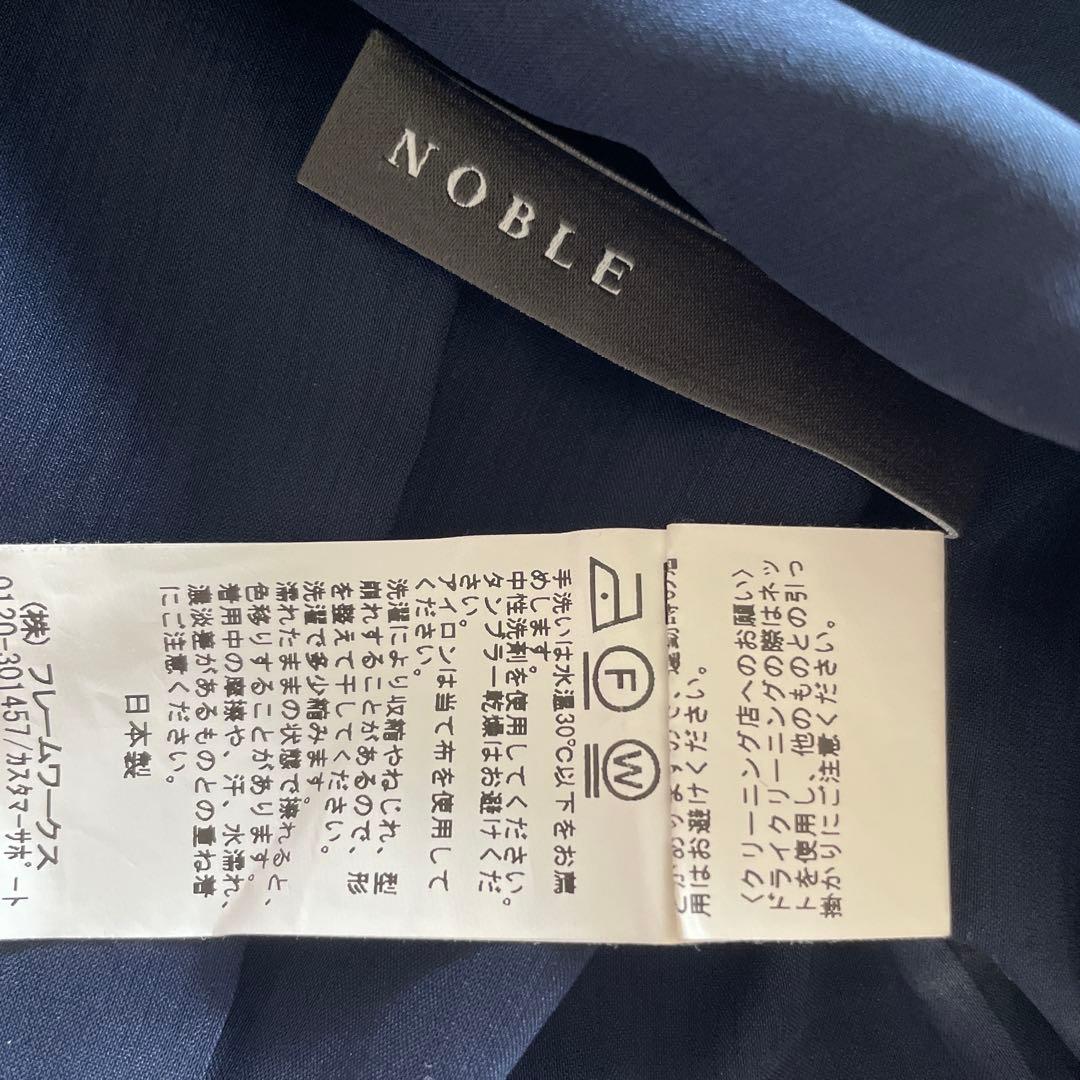 NOBLE
手洗いは水温30℃以下をお薦
めします。
中性洗剤を使用してください。
タンブラー乾燥はお避けくだ
さい。
アイロンは当て布を使用して
ください。
洗濯により収縮やねじれ、型
崩れすることがあるので、形
を整えて干してください。
洗濯で多少縮みます。
濡れたままの状態で擦れると、
色移りすることがあります。
着用中の摩擦や、汗、水濡れ、
濃淡差があるものとの重ね着
にご注意ください。
日本製
(株) フレームワークス
0120-301457/カスタマーサポート
F
W
用はお避けください。
〈クリーニング店へのお願い〉
ドライクリーニングの際はネッ
トを使用し、他のものとの引っ
掛かりにご注意ください。